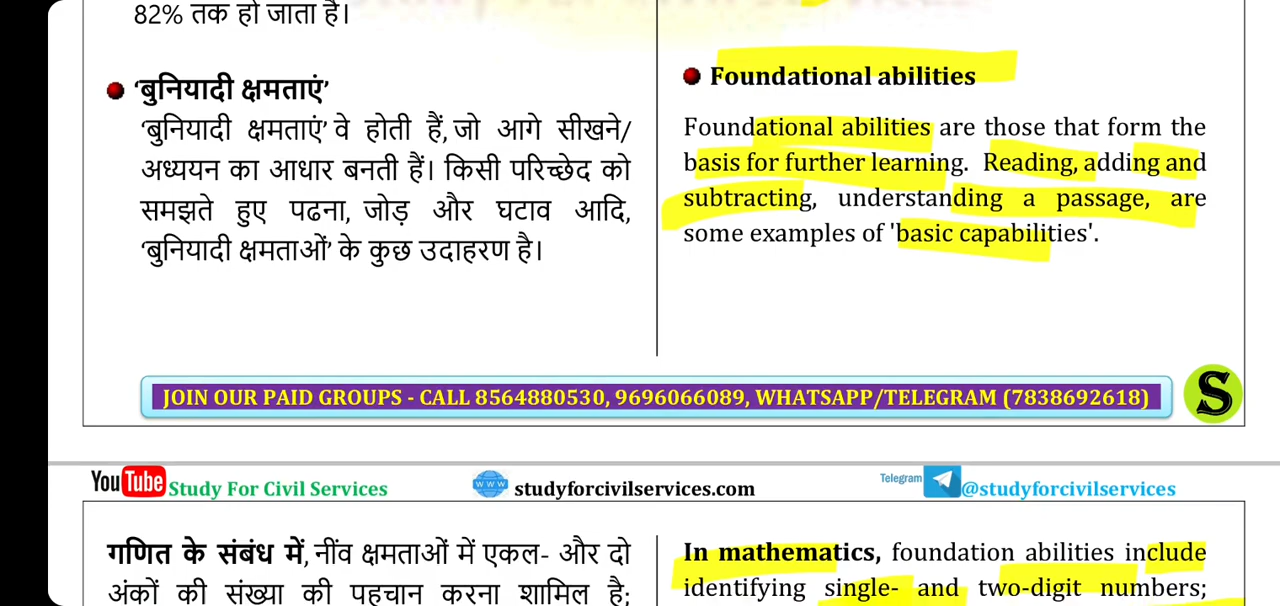 82% तक हो जाता है।
‘बुनियादी क्षमताएं’
‘बुनियादी क्षमताएं’ वे होती हैं, जो आगे सीखने/
अध्ययन का आधार बनती हैं। किसी परिच्छेद को
समझते हुए पढना, जोड़ और घटाव आदि,
‘बुनियादी क्षमताओं’ के कुछ उदाहरण है।
Foundational abilities
Foundational abilities are those that form the
basis for further learning. Reading, adding and
subtracting, understanding a passage, are
some examples of 'basic capabilities'.
JOIN OUR PAID GROUPS - CALL 8564880530, 9696066089, WHATSAPP/TELEGRAM (7838692618)
S
YouTube Study For Civil Services
www studyforcivilservices.com
Telegram @studyforcivilservices
गणित के संबंध में, नींव क्षमताओं में एकल- और दो
अंकों की संख्या की पहचान करना शामिल है;
In mathematics, foundation abilities include
identifying single- and two-digit numbers;